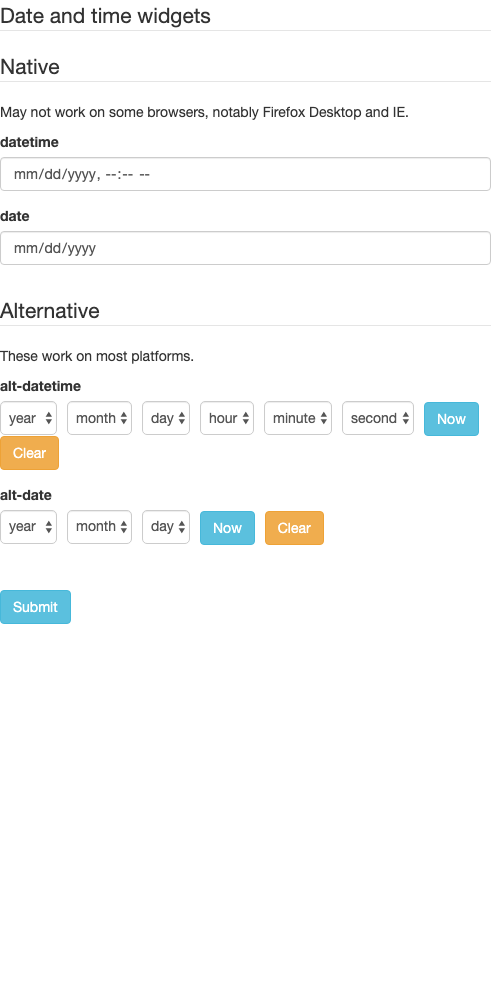 Date and time widgets
Native
May not work on some browsers, notably Firefox Desktop and IE.
datetime
mm/dd/yyyy, --:-- --
date
mm/dd/yyyy
Alternative
These work on most platforms.
alt-datetime
year month day hour minute second Now
Clear
alt-date
year month day Now Clear
Submit